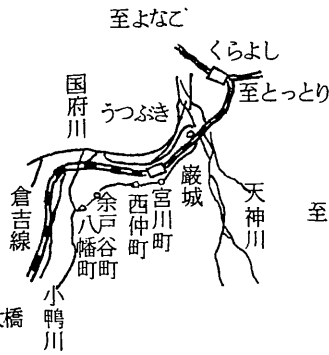 至よなご
くらよし
至とっとり
国府川
うつぶき
巌城
天神川
至
宮川町
西仲町
余戸谷町
八幡町
倉吉線
小鴨川
橋